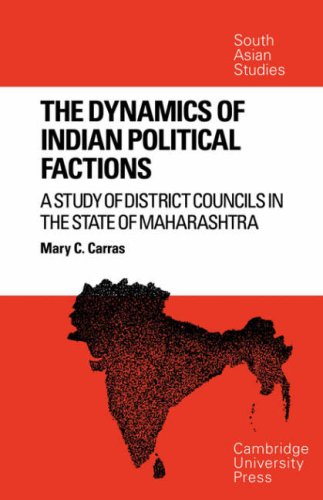 South
Asian
Studies
THE DYNAMICS OF
INDIAN POLITICAL
FACTIONS
A STUDY OF DISTRICT COUNCILS IN
THE STATE OF MAHARASHTRA
Mary C. Carras
Cambridge
University
Press